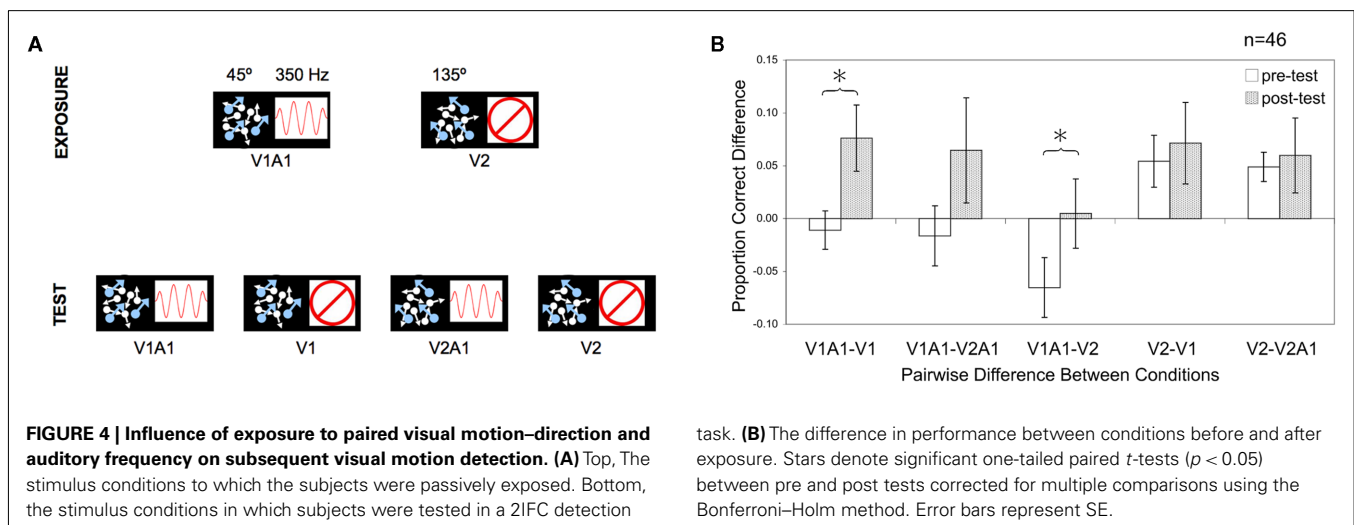 A
EXPOSURE
45º 350 Hz
V1A1
135º
V2
TEST
V1A1
V1
V2A1
V2
B
n=46
pre-test
post-test
Proportion Correct Difference
0.15
0.10
0.05
0.00
-0.05
-0.10
*
*
V1A1-V1 V1A1-V2A1 V1A1-V2 V2-V1 V2-V2A1
Pairwise Difference Between Conditions
FIGURE 4 | Influence of exposure to paired visual motion–direction and
auditory frequency on subsequent visual motion detection. (A) Top, The
stimulus conditions to which the subjects were passively exposed. Bottom,
the stimulus conditions in which subjects were tested in a 2IFC detection
task. (B) The difference in performance between conditions before and after
exposure. Stars denote significant one-tailed paired t-tests (p < 0.05)
between pre and post tests corrected for multiple comparisons using the
Bonferroni–Holm method. Error bars represent SE.